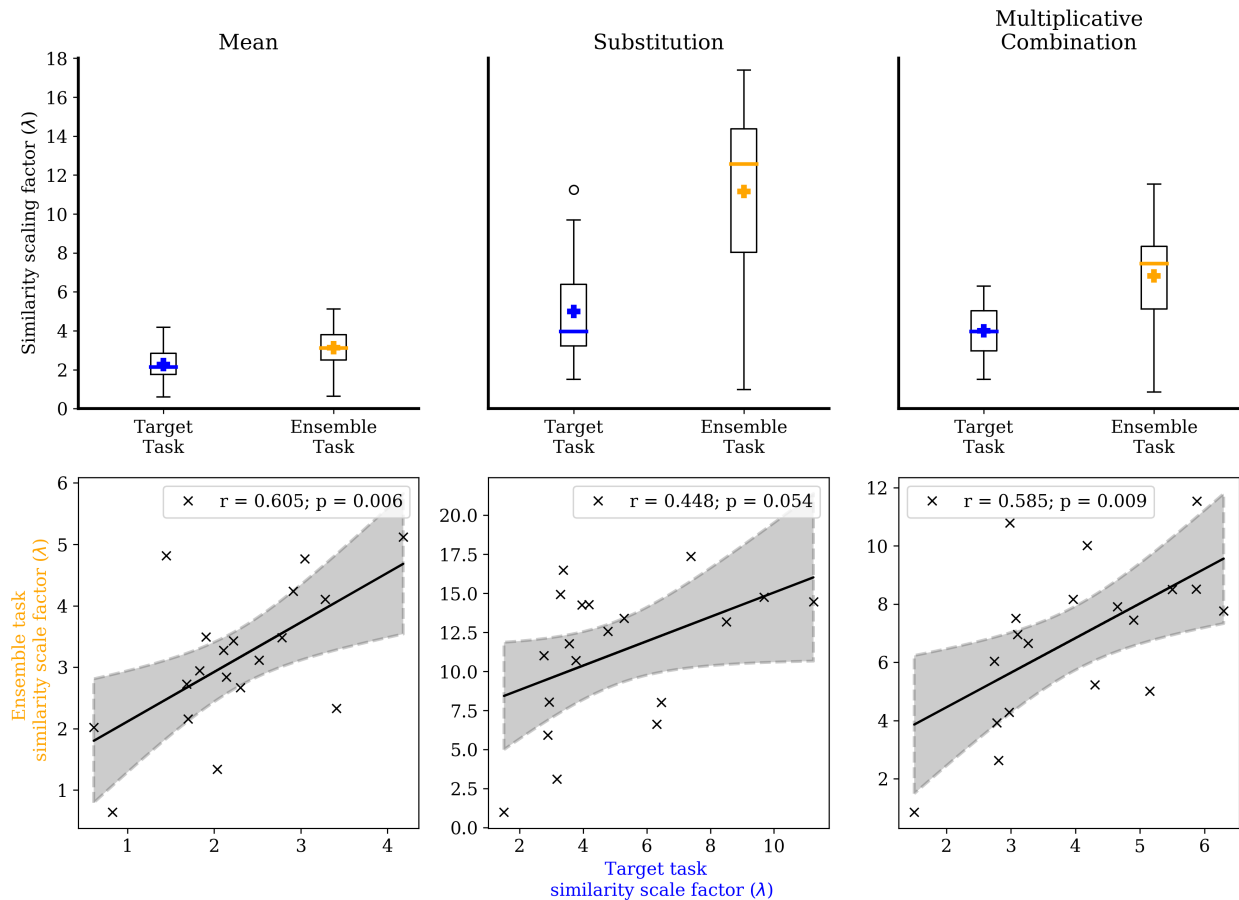 Mean
Substitution
Multiplicative
Combination
Similarity scaling factor (λ)
18
16
14
12
10
8
6
4
2
0
Target
Task
Ensemble
Task
Target
Task
Ensemble
Task
Target
Task
Ensemble
Task
Ensemble task
similarity scale factor (λ)
6
5
4
3
2
1
r = 0.605; p = 0.006
1 2 3 4
20.0
17.5
15.0
12.5
10.0
7.5
5.0
2.5
0.0
r = 0.448; p = 0.054
2 4 6 8 10
12
10
8
6
4
2
r = 0.585; p = 0.009
2 3 4 5 6
Target task
similarity scale factor (λ)